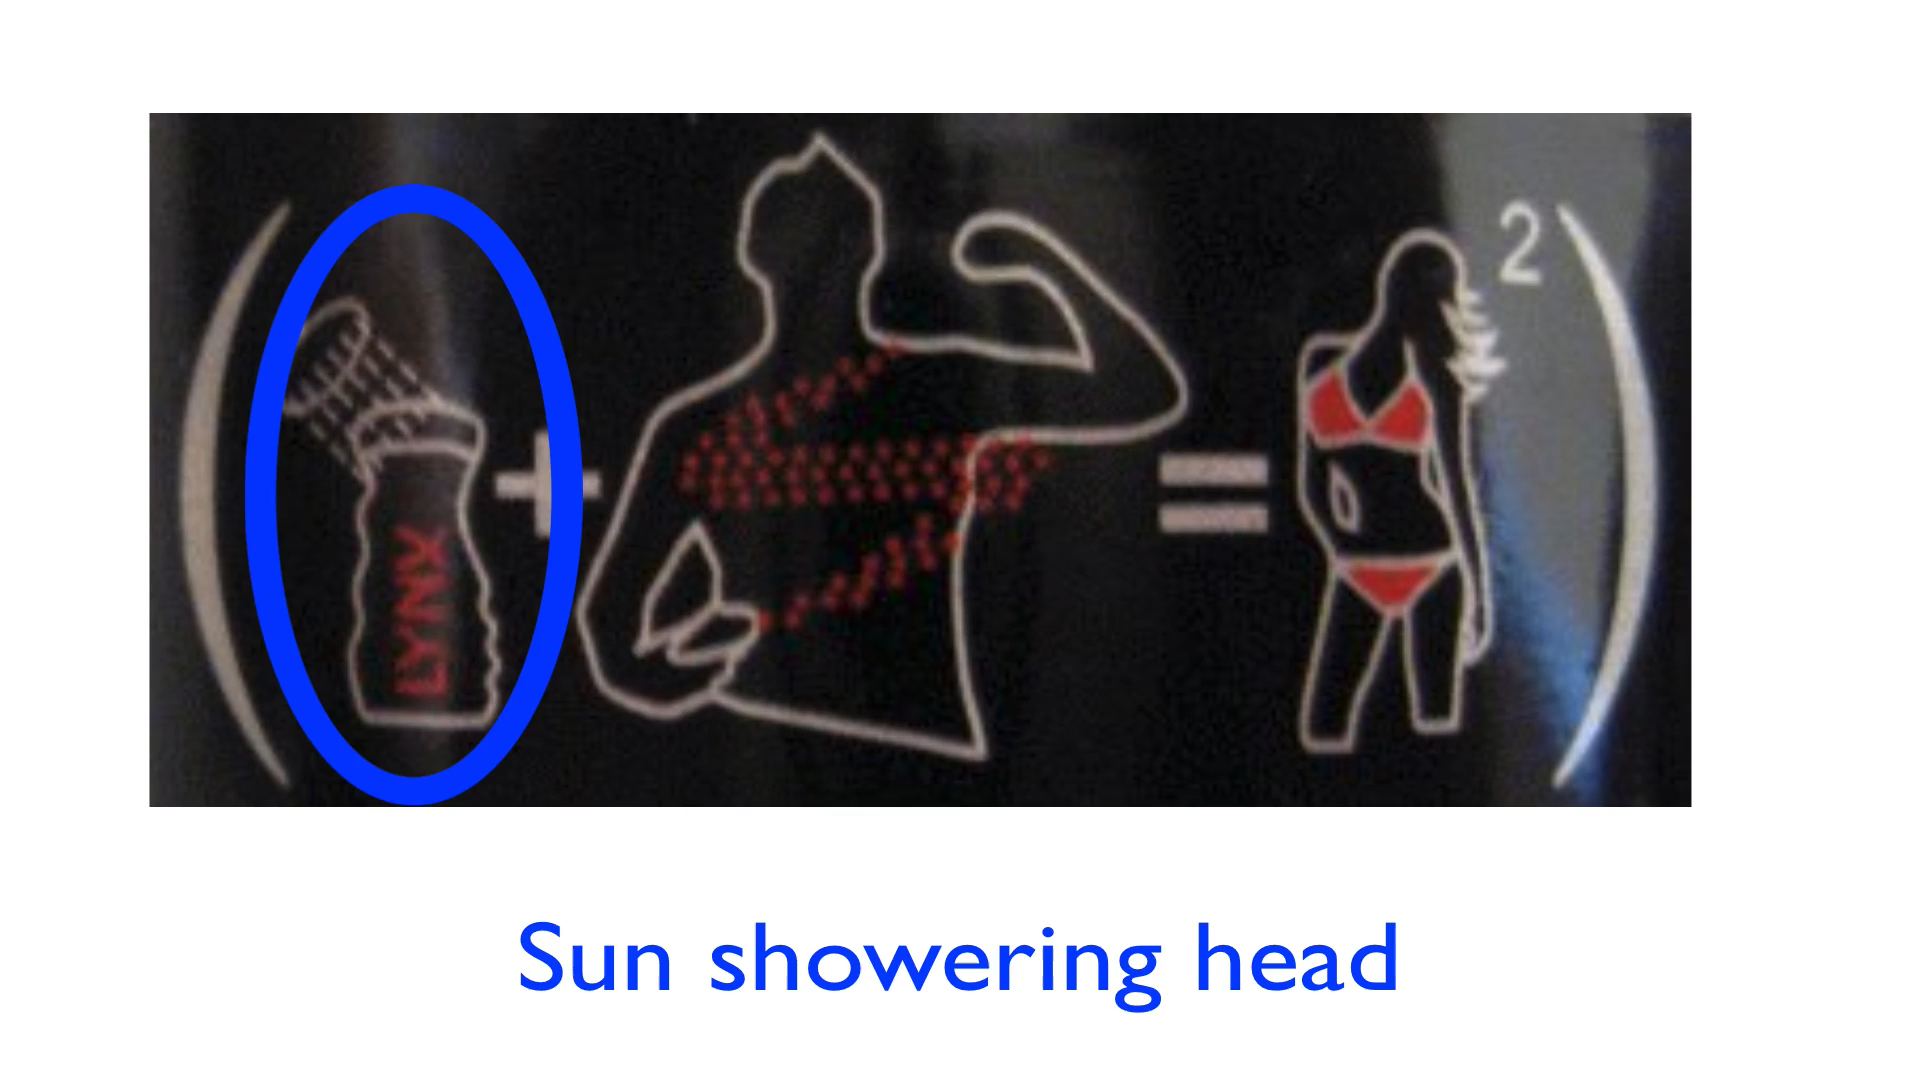 LYNX
+
=
2
Sun showering head